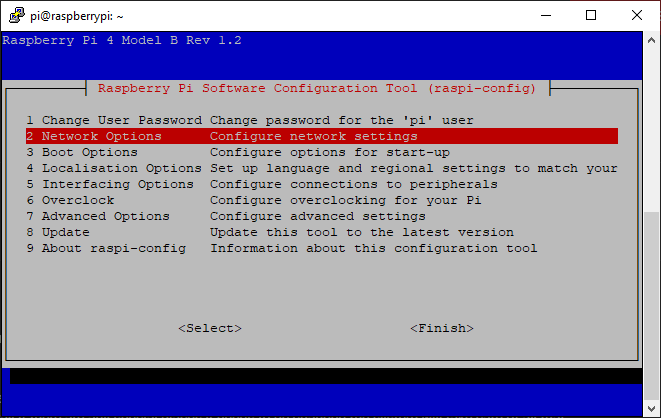 pi@raspberrypi: ~
Raspberry Pi 4 Model B Rev 1.2
Raspberry Pi Software Configuration Tool (raspi-config)
1 Change User Password Change password for the 'pi' user
2 Network Options Configure network settings
3 Boot Options Configure options for start-up
4 Localisation Options Set up language and regional settings to match your
5 Interfacing Options Configure connections to peripherals
6 Overclock Configure overclocking for your Pi
7 Advanced Options Configure advanced settings
8 Update Update this tool to the latest version
9 About raspi-config Information about this configuration tool
<Select> <Finish>